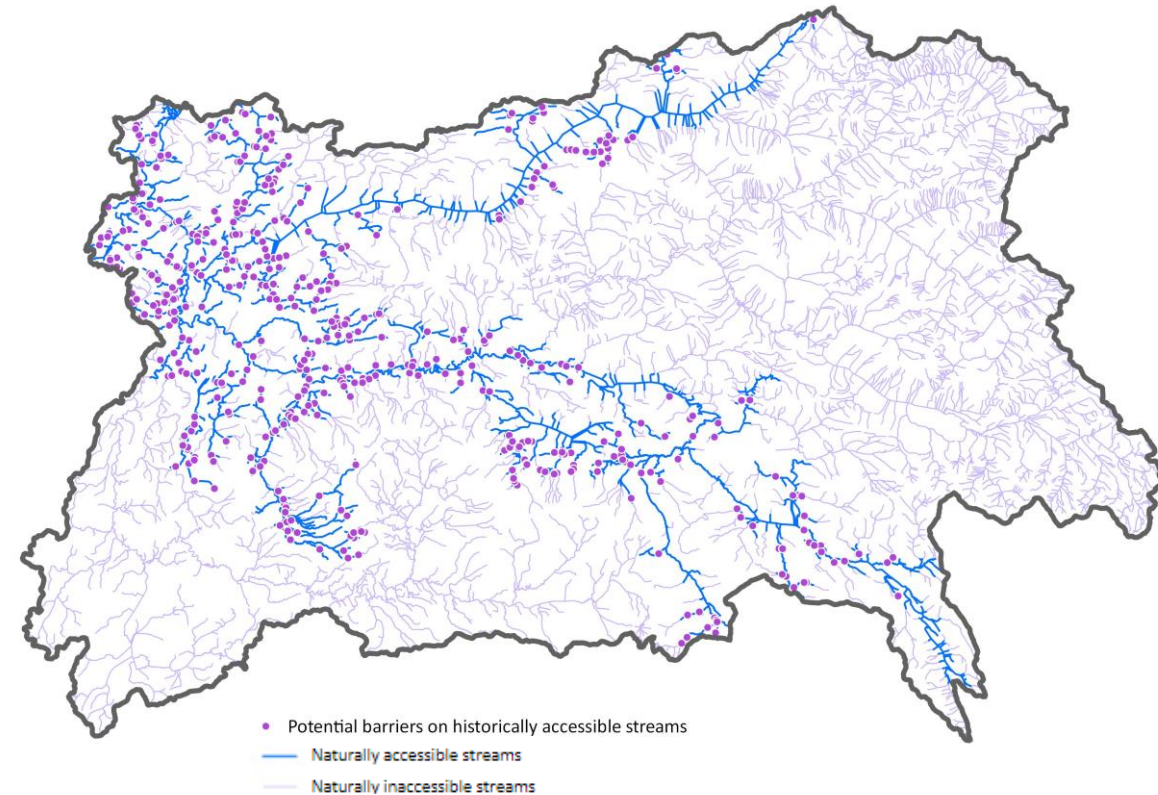 Potential barriers on historically accessible streams
Naturally accessible streams
Naturally inaccessible streams